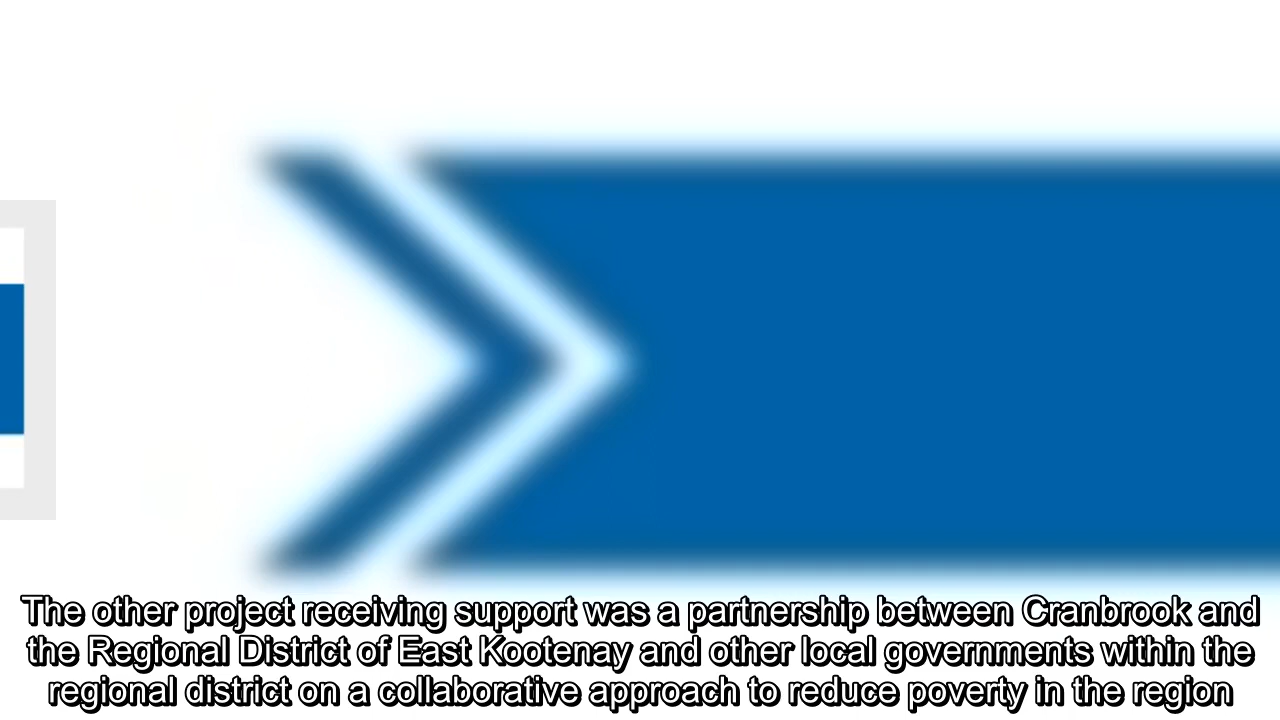 The other project receiving support was a partnership between Cranbrook and
the Regional District of East Kootenay and other local governments within the
regional district on a collaborative approach to reduce poverty in the region